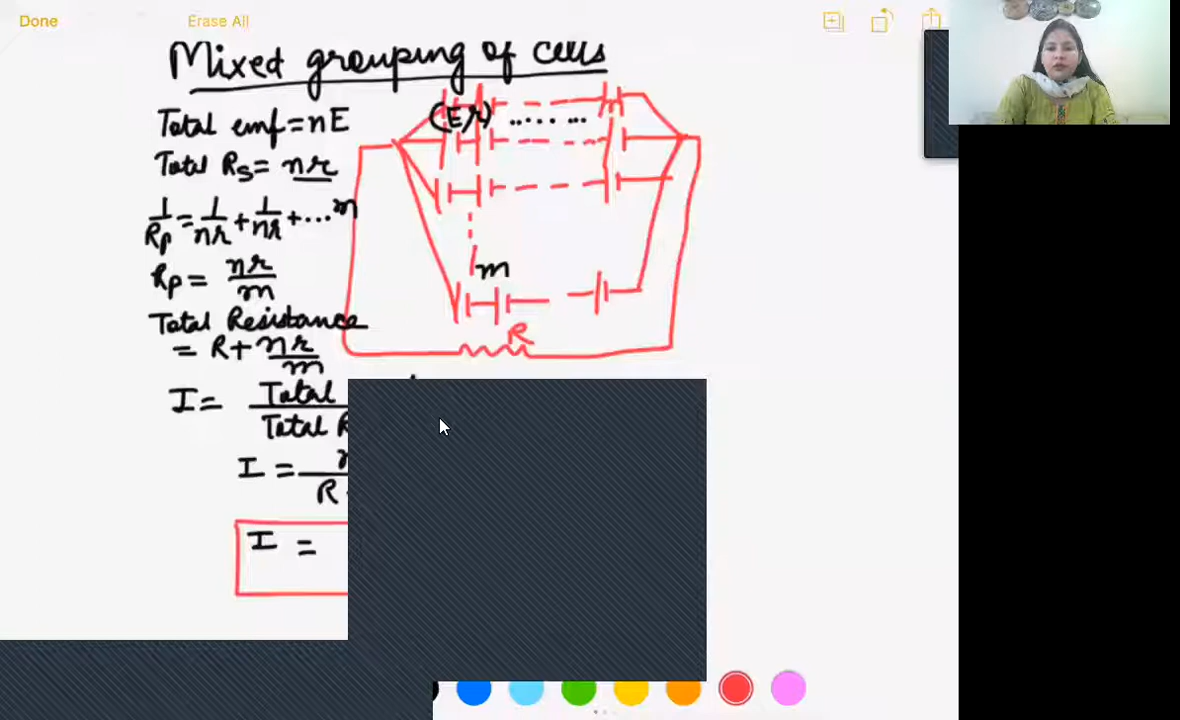 Done
Erase All
Mixed grouping of cells
Total emf = nE
(E, r)
.. ... ...
Total Rs = nr
1/Rp = 1/nr + 1/nr + ... m
Rp = nr/m
m
Total Resistance
= R + nr/m
R
I = Total / Total R
I = n / R
I =